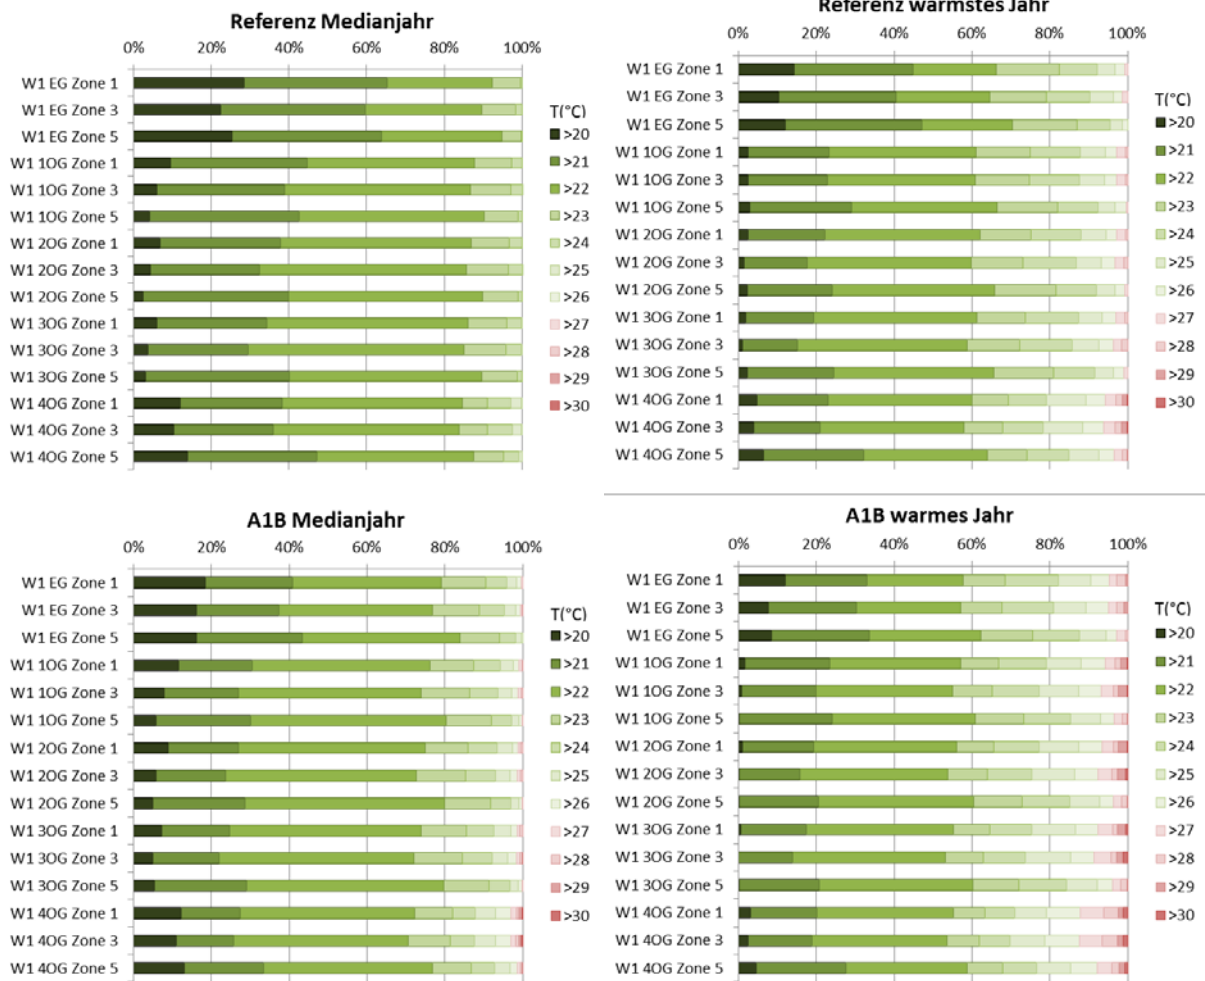 Referenz Medianjahr
0% 20% 40% 60% 80% 100%
W1 EG Zone 1
W1 EG Zone 3
W1 EG Zone 5
W1 1OG Zone 1
W1 1OG Zone 3
W1 1OG Zone 5
W1 2OG Zone 1
W1 2OG Zone 3
W1 2OG Zone 5
W1 3OG Zone 1
W1 3OG Zone 3
W1 3OG Zone 5
W1 4OG Zone 1
W1 4OG Zone 3
W1 4OG Zone 5
T(°C)
>20
>21
>22
>23
>24
>25
>26
>27
>28
>29
>30
Referenz warmstes Jahr
0% 20% 40% 60% 80% 100%
W1 EG Zone 1
W1 EG Zone 3
W1 EG Zone 5
W1 1OG Zone 1
W1 1OG Zone 3
W1 1OG Zone 5
W1 2OG Zone 1
W1 2OG Zone 3
W1 2OG Zone 5
W1 3OG Zone 1
W1 3OG Zone 3
W1 3OG Zone 5
W1 4OG Zone 1
W1 4OG Zone 3
W1 4OG Zone 5
T(°C)
>20
>21
>22
>23
>24
>25
>26
>27
>28
>29
>30
A1B Medianjahr
0% 20% 40% 60% 80% 100%
W1 EG Zone 1
W1 EG Zone 3
W1 EG Zone 5
W1 1OG Zone 1
W1 1OG Zone 3
W1 1OG Zone 5
W1 2OG Zone 1
W1 2OG Zone 3
W1 2OG Zone 5
W1 3OG Zone 1
W1 3OG Zone 3
W1 3OG Zone 5
W1 4OG Zone 1
W1 4OG Zone 3
W1 4OG Zone 5
T(°C)
>20
>21
>22
>23
>24
>25
>26
>27
>28
>29
>30
A1B warmes Jahr
0% 20% 40% 60% 80% 100%
W1 EG Zone 1
W1 EG Zone 3
W1 EG Zone 5
W1 1OG Zone 1
W1 1OG Zone 3
W1 1OG Zone 5
W1 2OG Zone 1
W1 2OG Zone 3
W1 2OG Zone 5
W1 3OG Zone 1
W1 3OG Zone 3
W1 3OG Zone 5
W1 4OG Zone 1
W1 4OG Zone 3
W1 4OG Zone 5
T(°C)
>20
>21
>22
>23
>24
>25
>26
>27
>28
>29
>30